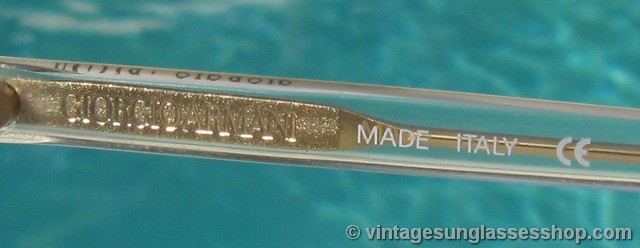 GIORGIO ARMANI
MADE ITALY CE
© vintagesunglassesshop.com